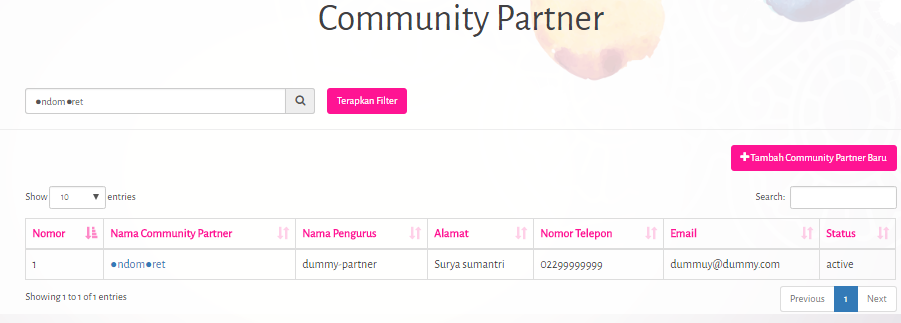 Community Partner
●ndom●ret
Terapkan Filter
+Tambah Community Partner Baru
Show 10 entries
Search:
Nomor Nama Community Partner Nama Pengurus Alamat Nomor Telepon Email Status
1 ●ndom●ret dummy-partner Surya sumantri 02299999999 dummuy@dummy.com active
Showing 1 to 1 of 1 entries
Previous 1 Next